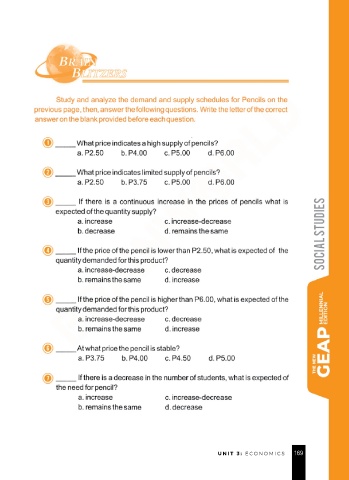 BRAIN
BLITZERS
Study and analyze the demand and supply schedules for Pencils on the
previous page, then, answer the following questions. Write the letter of the correct
answer on the blank provided before each question.
1 _____ What price indicates a high supply of pencils?
a. P2.50 b. P4.00 c. P5.00 d. P6.00
2 _____ What price indicates limited supply of pencils?
a. P2.50 b. P3.75 c. P5.00 d. P6.00
3 _____ If there is a continuous increase in the prices of pencils what is
expected of the quantity supply?
a. increase c. increase-decrease
b. decrease d. remains the same
4 _____ If the price of the pencil is lower than P2.50, what is expected of the
quantity demanded for this product?
a. increase-decrease c. decrease
b. remains the same d. increase
5 _____ If the price of the pencil is higher than P6.00, what is expected of the
quantity demanded for this product?
a. increase-decrease c. decrease
b. remains the same d. increase
6 _____ At what price the pencil is stable?
a. P3.75 b. P4.00 c. P4.50 d. P5.00
7 _____ If there is a decrease in the number of students, what is expected of
the need for pencil?
a. increase c. increase-decrease
b. remains the same d. decrease
SOCIAL STUDIES
THE NEW
GEAP
MILLENNIAL
EDITION
UNIT 3: ECONOMICS 169